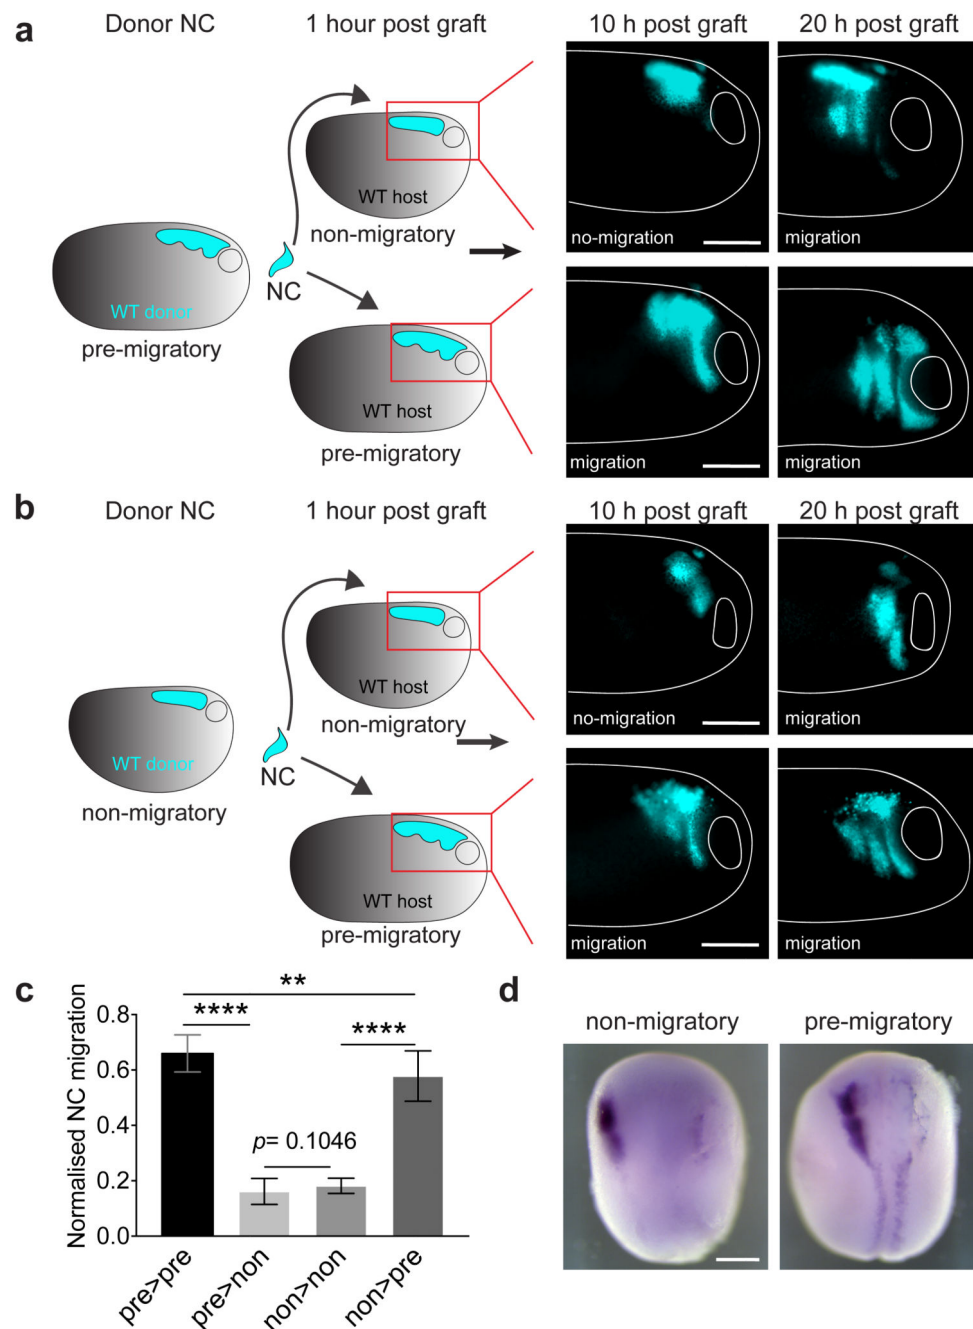 a
Donor NC
1 hour post graft
10 h post graft
20 h post graft
WT host
non-migratory
no-migration
migration
WT donor
pre-migratory
NC
WT host
pre-migratory
migration
migration
b
Donor NC
1 hour post graft
10 h post graft
20 h post graft
WT host
non-migratory
no-migration
migration
WT donor
non-migratory
NC
WT host
pre-migratory
migration
migration
c
Normalised NC migration
0.8
0.6
0.4
0.2
0.0
**
****
****
p= 0.1046
pre>pre
pre>non
non>non
non>pre
d
non-migratory
pre-migratory